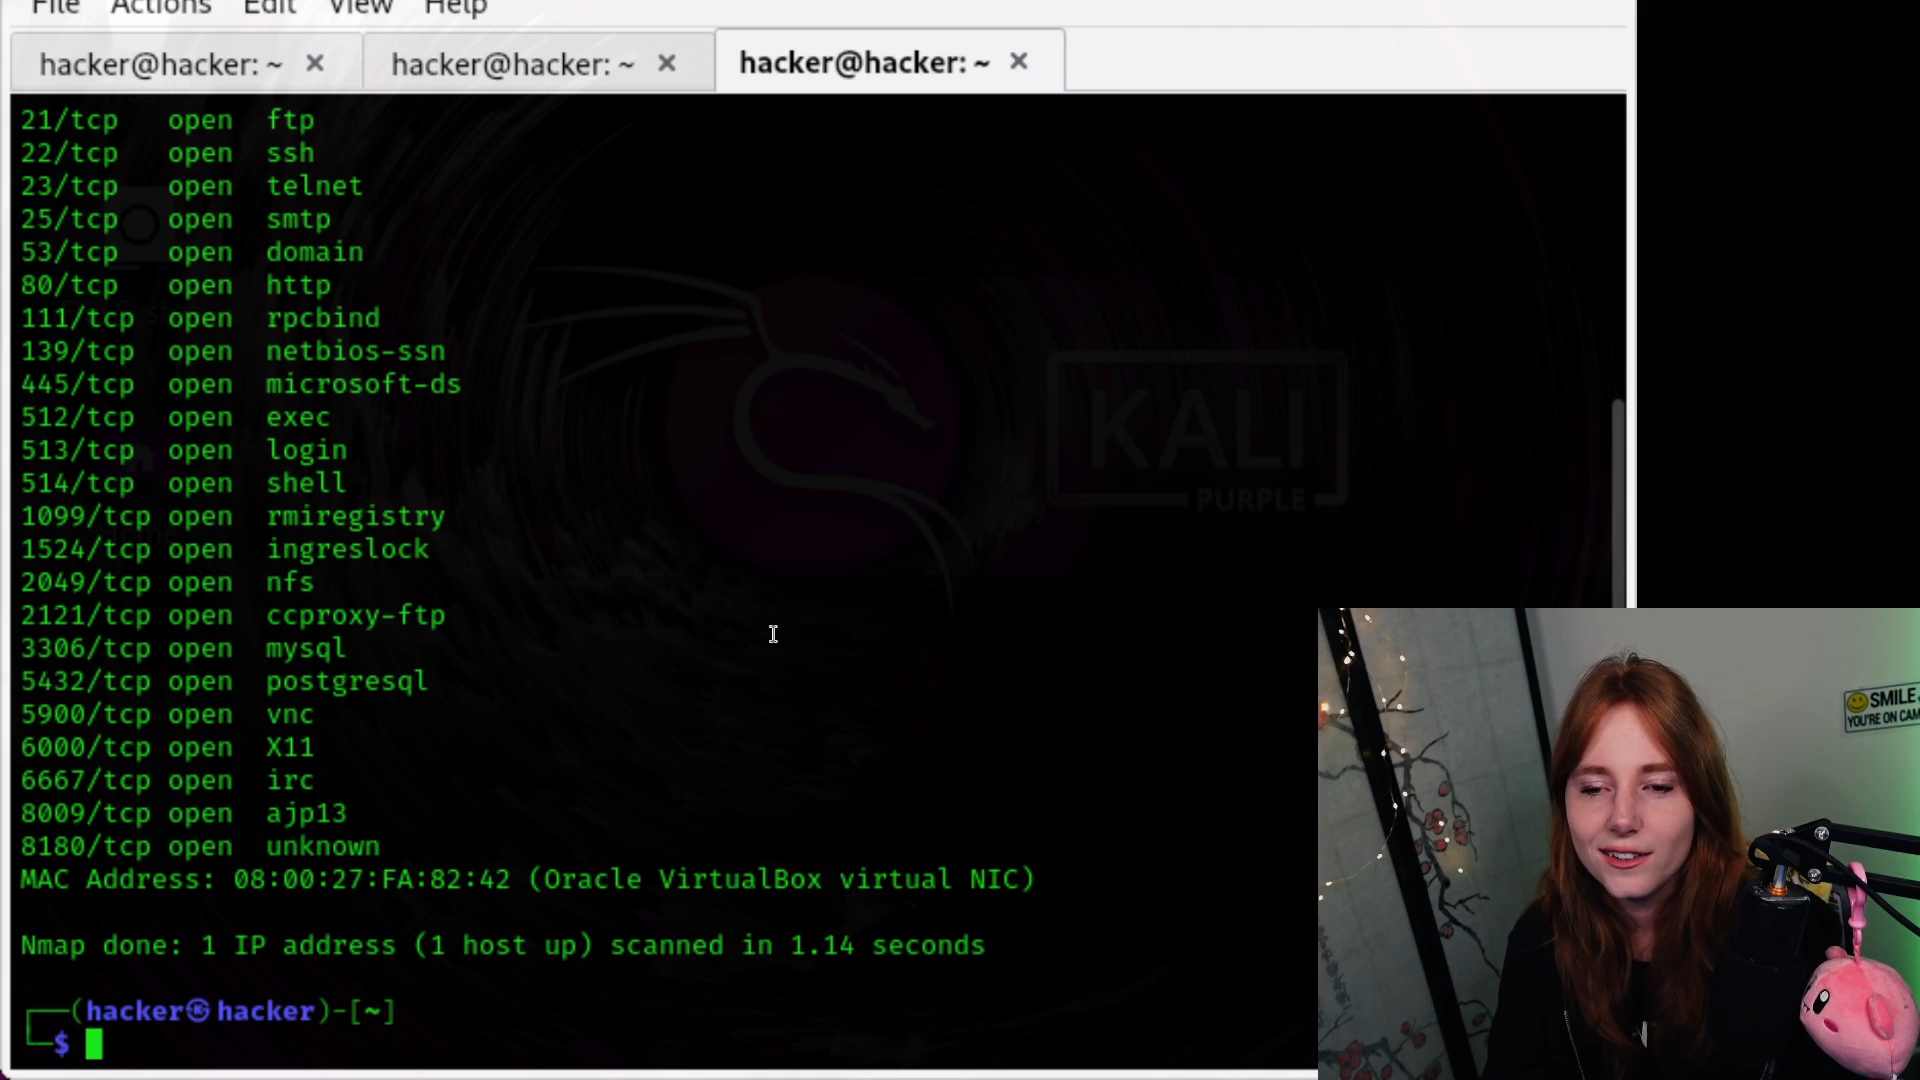 File Actions Edit View Help
hacker@hacker: ~ × hacker@hacker: ~ × hacker@hacker: ~ ×
21/tcp open ftp
22/tcp open ssh
23/tcp open telnet
25/tcp open smtp
53/tcp open domain
80/tcp open http
111/tcp open rpcbind
139/tcp open netbios-ssn
445/tcp open microsoft-ds
512/tcp open exec
513/tcp open login
514/tcp open shell
1099/tcp open rmiregistry
1524/tcp open ingreslock
2049/tcp open nfs
2121/tcp open ccproxy-ftp
3306/tcp open mysql
5432/tcp open postgresql
5900/tcp open vnc
6000/tcp open X11
6667/tcp open irc
8009/tcp open ajp13
8180/tcp open unknown
MAC Address: 08:00:27:FA:82:42 (Oracle VirtualBox virtual NIC)
Nmap done: 1 IP address (1 host up) scanned in 1.14 seconds
┌──(hacker㉿hacker)-[~]
└─$
KALI
PURPLE
SMILE
YOU'RE ON CAM